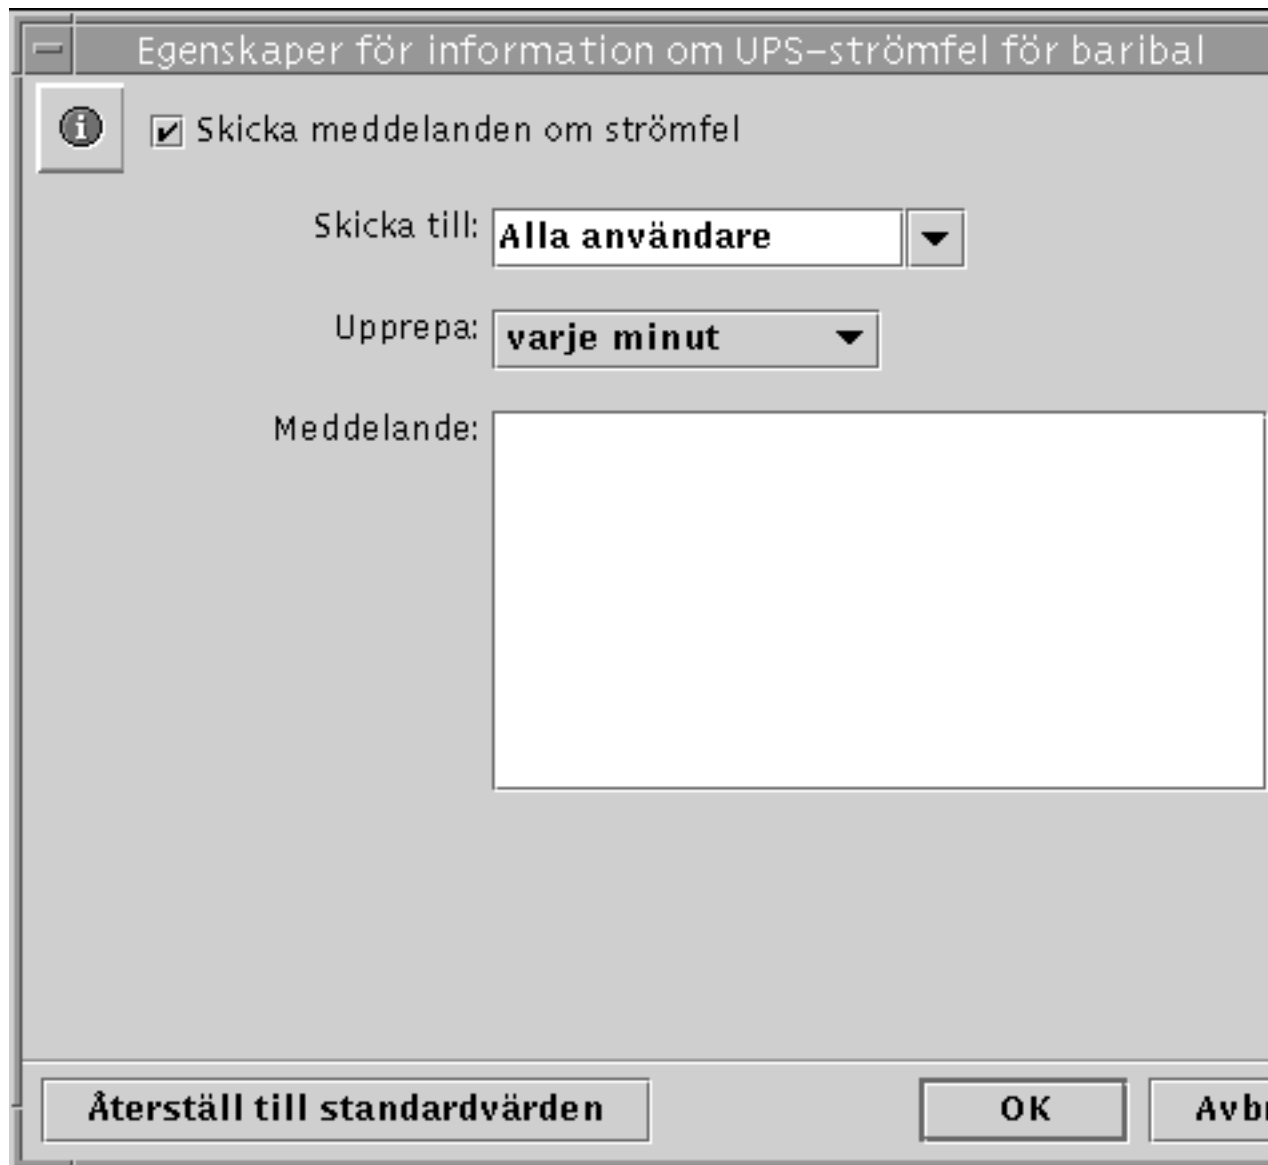 Egenskaper för information om UPS–strömfel för baribal
Skicka meddelanden om strömfel
Skicka till: Alla användare
Upprepa: varje minut
Meddelande:
Återställ till standardvärden OK